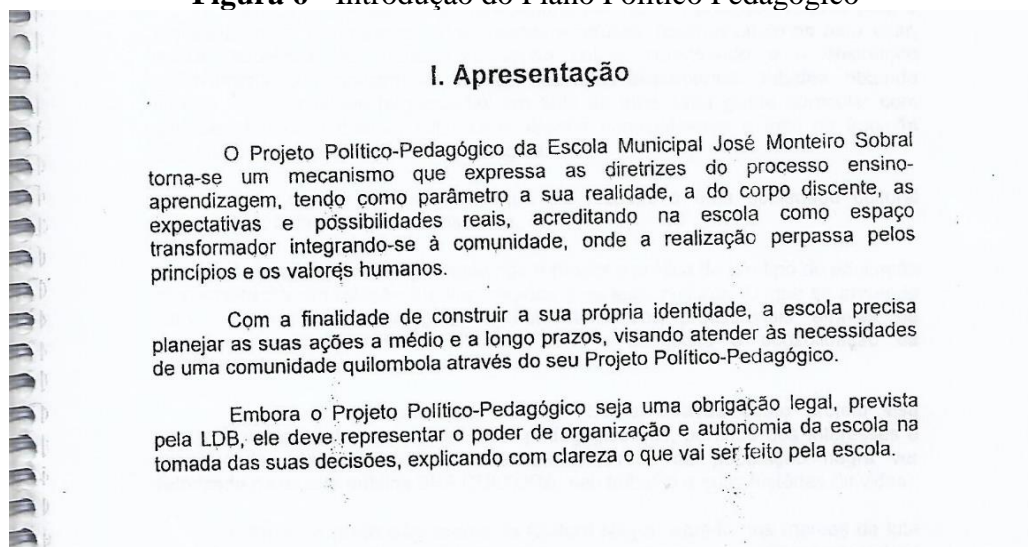 Figura 6 - Introdução do Plano Político Pedagógico
I. Apresentação
O Projeto Político-Pedagógico da Escola Municipal José Monteiro Sobral
torna-se um mecanismo que expressa as diretrizes do processo ensino-
aprendizagem, tendo como parâmetro a sua realidade, a do corpo discente, as
expectativas e possibilidades reais, acreditando na escola como espaço
transformador integrando-se à comunidade, onde a realização perpassa pelos
princípios e os valores humanos.
Com a finalidade de construir a sua própria identidade, a escola precisa
planejar as suas ações a médio e a longo prazos, visando atender às necessidades
de uma comunidade quilombola através do seu Projeto Político-Pedagógico.
Embora o Projeto Político-Pedagógico seja uma obrigação legal, prevista
pela LDB, ele deve representar o poder de organização e autonomia da escola na
tomada das suas decisões, explicando com clareza o que vai ser feito pela escola.